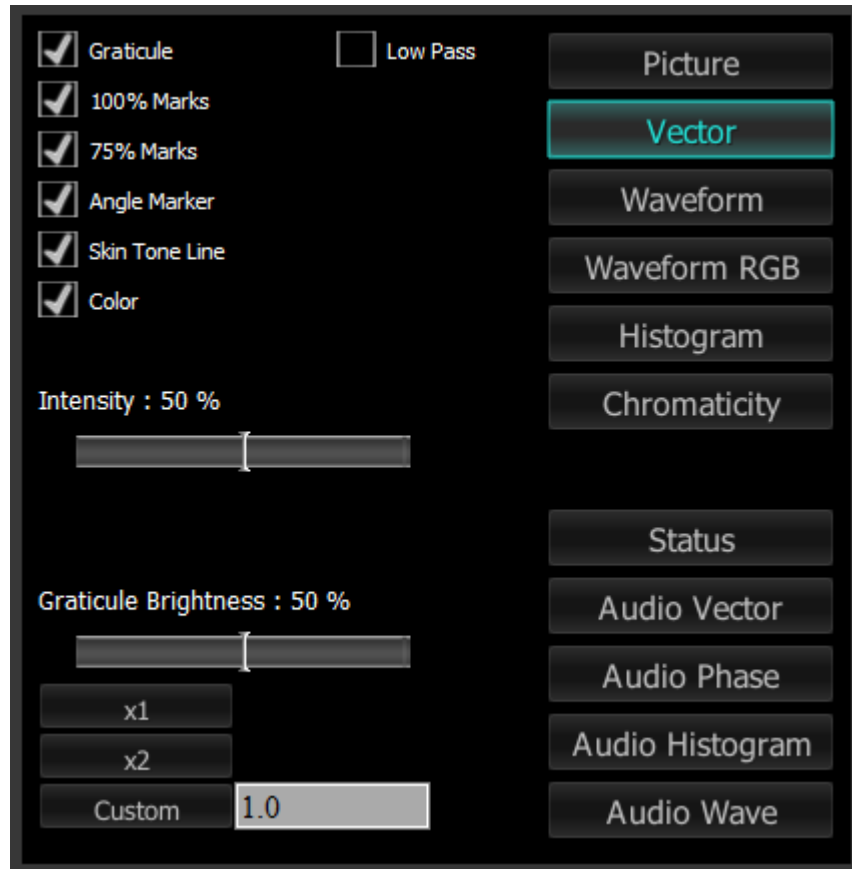 Graticule
Low Pass
100% Marks
75% Marks
Angle Marker
Skin Tone Line
Color
Intensity : 50 %
Graticule Brightness : 50 %
x1
x2
Custom
1.0
Picture
Vector
Waveform
Waveform RGB
Histogram
Chromaticity
Status
Audio Vector
Audio Phase
Audio Histogram
Audio Wave